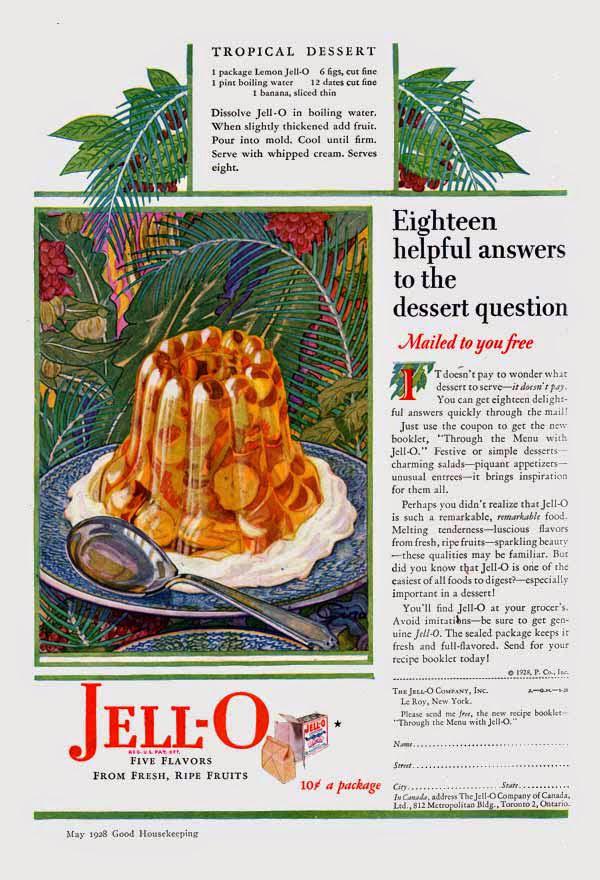 TROPICAL DESSERT
1 package Lemon Jell-O 6 figs, cut fine
1 pint boiling water 12 dates cut fine
1 banana, sliced thin
Dissolve Jell-O in boiling water.
When slightly thickened add fruit.
Pour into mold. Cool until firm.
Serve with whipped cream. Serves
eight.
Eighteen
helpful answers
to the
dessert question
Mailed to you free
IT doesn't pay to wonder what
dessert to serve—it doesn't pay.
You can get eighteen delight-
ful answers quickly through the mail!
Just use the coupon to get the new
booklet, "Through the Menu with
Jell-O." Festive or simple desserts—
charming salads—piquant appetizers—
unusual entrees—it brings inspiration
for them all.
Perhaps you didn't realize that Jell-O
is such a remarkable, remarkable food.
Melting tenderness—luscious flavors
from fresh, ripe fruits—sparkling beauty
—these qualities may be familiar. But
did you know that Jell-O is one of the
easiest of all foods to digest?—especially
important in a dessert!
You'll find Jell-O at your grocer's.
Avoid imitations—be sure to get gen-
uine Jell-O. The sealed package keeps it
fresh and full-flavored. Send for your
recipe booklet today!
© 1928, P. Co., Inc.
THE JELL-O COMPANY, INC.
Le Roy, New York.
Please send me free, the new recipe booklet—
"Through the Menu with Jell-O."
Name
Street
City State
In Canada, address The Jell-O Company of Canada,
Ltd., 812 Metropolitan Bldg., Toronto 2, Ontario.
JELL-O
REG. U.S. PAT. OFF.
FIVE FLAVORS
FROM FRESH, RIPE FRUITS
JELL-O
10¢ a package
May 1928 Good Housekeeping